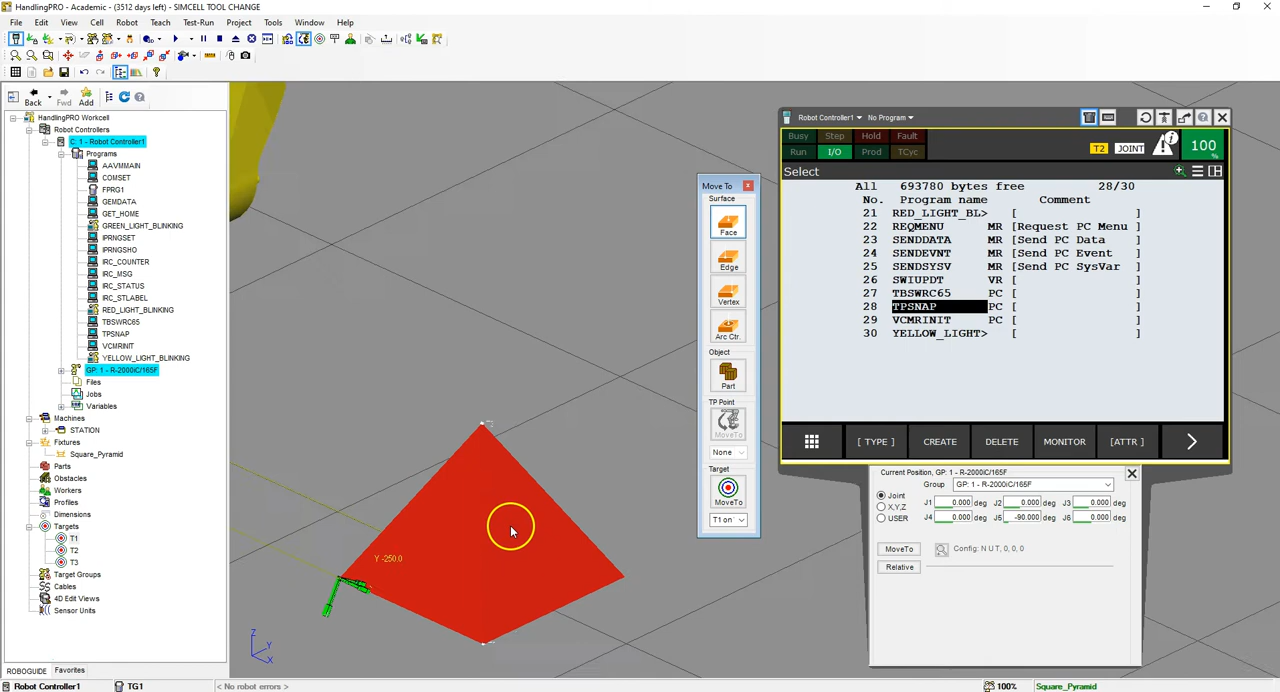 HandlingPRO - Academic - (3512 days left) - SIMCELL TOOL CHANGE
File Edit View Cell Robot Teach Test-Run Project Tools Window Help
Back Fwd Add
HandlingPRO Workcell
Robot Controllers
C: 1 - Robot Controller1
Programs
AAVMMAIN
COMSET
FPRG1
GEMDATA
GET_HOME
GREEN_LIGHT_BLINKING
IPRNGSET
IPRNGSHO
IRC_COUNTER
IRC_MSG
IRC_STATUS
IRC_STLABEL
RED_LIGHT_BLINKING
TBSWRC65
TPSNAP
VCMRINIT
YELLOW_LIGHT_BLINKING
GP: 1 - R-2000iC/165F
Files
Jobs
Variables
Machines
STATION
Fixtures
Square_Pyramid
Parts
Obstacles
Workers
Profiles
Dimensions
Targets
T1
T2
T3
Target Groups
Cables
4D Edit Views
Sensor Units
ROBOGUIDE Favorites
Y -250.0
Z
Y
X
Move To
Surface
Face
Edge
Vertex
Arc Ctr.
Object
Part
TP Point
MoveTo
None
Target
MoveTo
T1 on
Robot Controller1 No Program
Busy Step Hold Fault
Run I/O Prod TCyc
T2 JOINT 100 %
Select
All 693780 bytes free 28/30
No. Program name Comment
21 RED_LIGHT_BL> [ ]
22 REQMENU MR [Request PC Menu ]
23 SENDDATA MR [Send PC Data ]
24 SENDEVNT MR [Send PC Event ]
25 SENDSYSV MR [Send PC SysVar ]
26 SWIUPDT VR [ ]
27 TBSWRC65 PC [ ]
28 TPSNAP PC [ ]
29 VCMRINIT PC [ ]
30 YELLOW_LIGHT> [ ]
[ TYPE ] CREATE DELETE MONITOR [ATTR ] >
Current Position, GP: 1 - R-2000iC/165F
Group GP: 1 - R-2000iC/165F
Joint J1 0.000 deg J2 0.000 deg J3 0.000 deg
X,Y,Z J4 0.000 deg J5 -90.000 deg J6 0.000 deg
USER
MoveTo Config: N U T, 0, 0, 0
Relative
Robot Controller1 TG1 < No robot errors > 100% Square_Pyramid